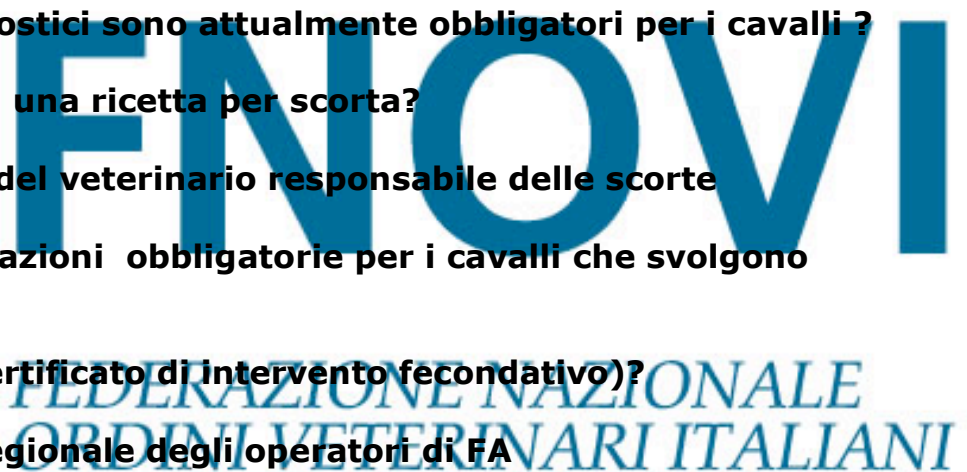 ostici sono attualmente obbligatori per i cavalli ?
FNOVI
una ricetta per scorta?
del veterinario responsabile delle scorte
azioni obbligatorie per i cavalli che svolgono
ertificato di intervento fecondativo)?
FEDERAZIONE NAZIONALE
egionale degli operatori di FA
ORDINI VETERINARI ITALIANI